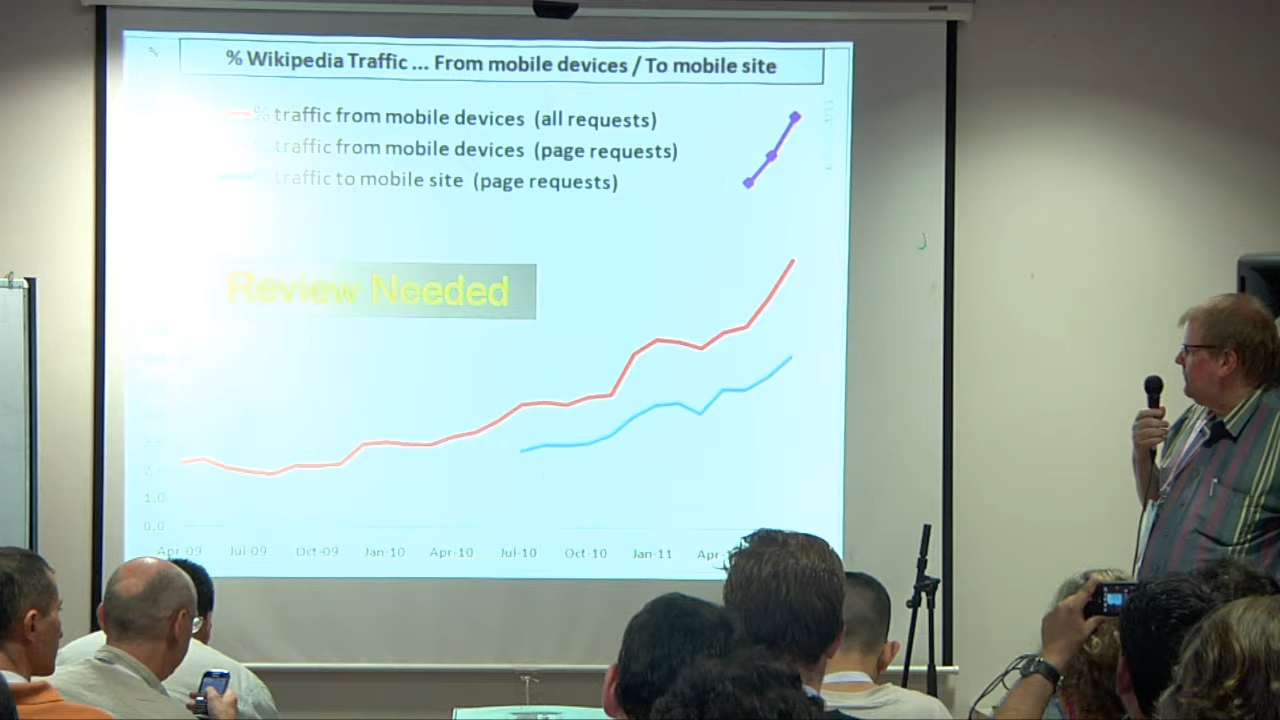 % Wikipedia Traffic ... From mobile devices / To mobile site
% traffic from mobile devices (all requests)
traffic from mobile devices (page requests)
traffic to mobile site (page requests)
Review Needed
1.0
0.0
Apr-09 Jul-09 Oct-09 Jan-10 Apr-10 Jul-10 Oct-10 Jan-11 Apr-